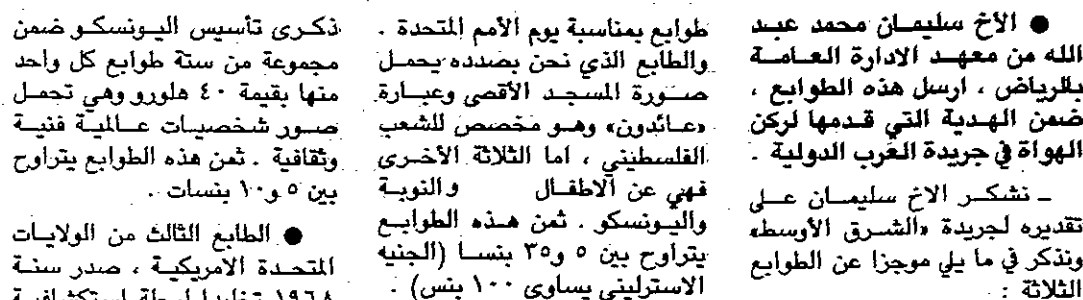 ● الأخ سليمان محمد عبد
الله من معهد الادارة العامة
بالرياض ، ارسل هذه الطوابع ،
ضمن الهدية التي قدمها لركن
الهواة في جريدة العرب الدولية .
ـ نشكر الاخ سليمان على
تقديره لجريدة «الشرق الأوسط»
ونذكر في ما يلي موجزا عن الطوابع
الثلاثة :
طوابع بمناسبة يوم الأمم المتحدة .
والطابع الذي نحن بصدده يحمل
صورة المسجد الأقصى وعبارة
«عائدون» وهو مخصص للشعب
الفلسطيني ، اما الثلاثة الأخرى
فهي عن الاطفال والنوبة
واليونسكو . ثمن هذه الطوابع
يتراوح بين ٥ و٣٥ بنسا (الجنيه
الاسترليني يساوي ١٠٠ بنس) .
ذكرى تأسيس اليونسكو ضمن
مجموعة من ستة طوابع كل واحد
منها بقيمة ٤٠ هلورو وهي تحمل
صور شخصيات عالمية فنية
وثقافية . ثمن هذه الطوابع يتراوح
بين ٥ و١٠ بنسات .
● الطابع الثالث من الولايات
المتحدة الامريكية ، صدر سنة
١٩٦٨